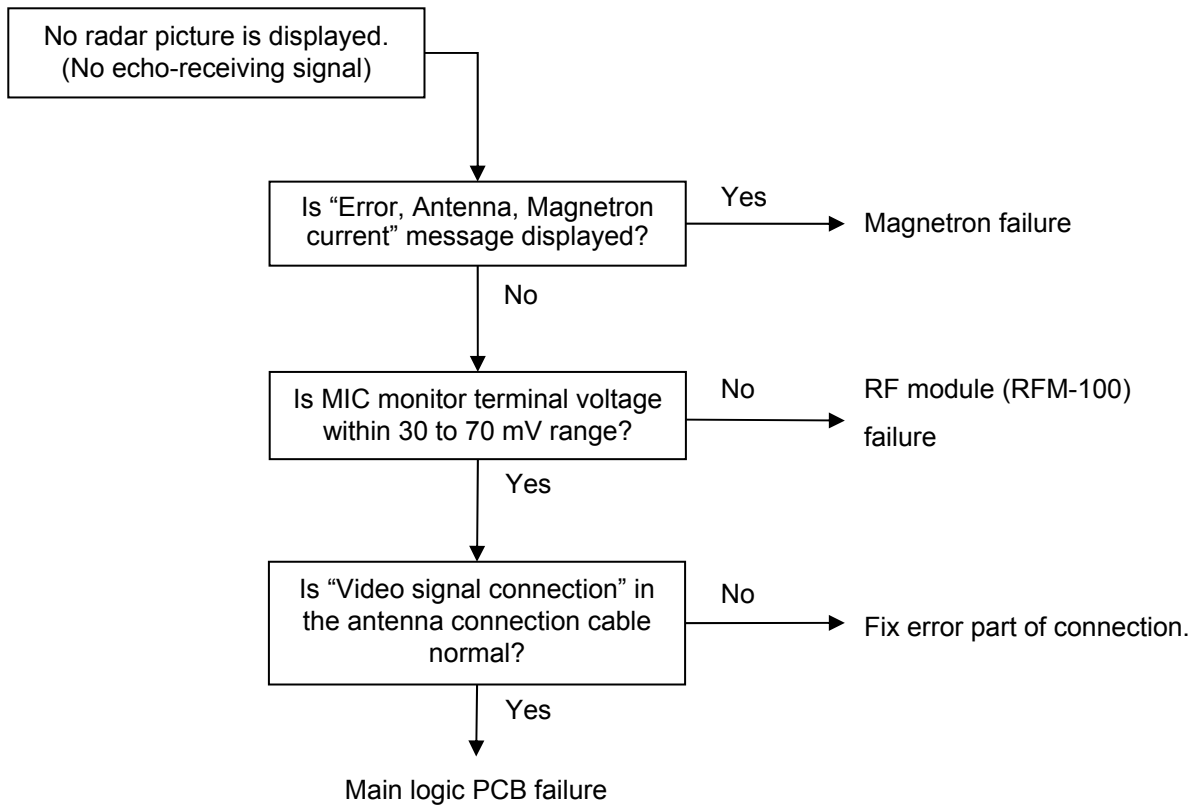 No radar picture is displayed.
(No echo-receiving signal)
Is “Error, Antenna, Magnetron
current” message displayed?
Yes
Magnetron failure
No
Is MIC monitor terminal voltage
within 30 to 70 mV range?
No
RF module (RFM-100)
failure
Yes
Is “Video signal connection” in
the antenna connection cable
normal?
No
Fix error part of connection.
Yes
Main logic PCB failure